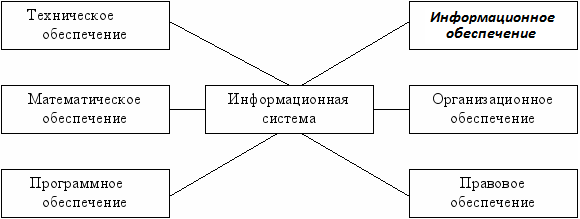 Техническое
обеспечение
Информационное
обеспечение
Математическое
обеспечение
Информационная
система
Организационное
обеспечение
Программное
обеспечение
Правовое
обеспечение